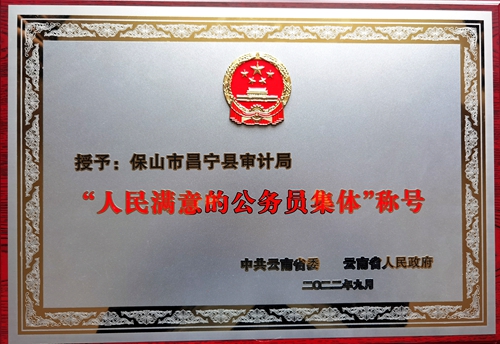 授予：保山市昌宁县审计局
“人民满意的公务员集体”称号
中共云南省委 云南省人民政府
二〇二二年九月